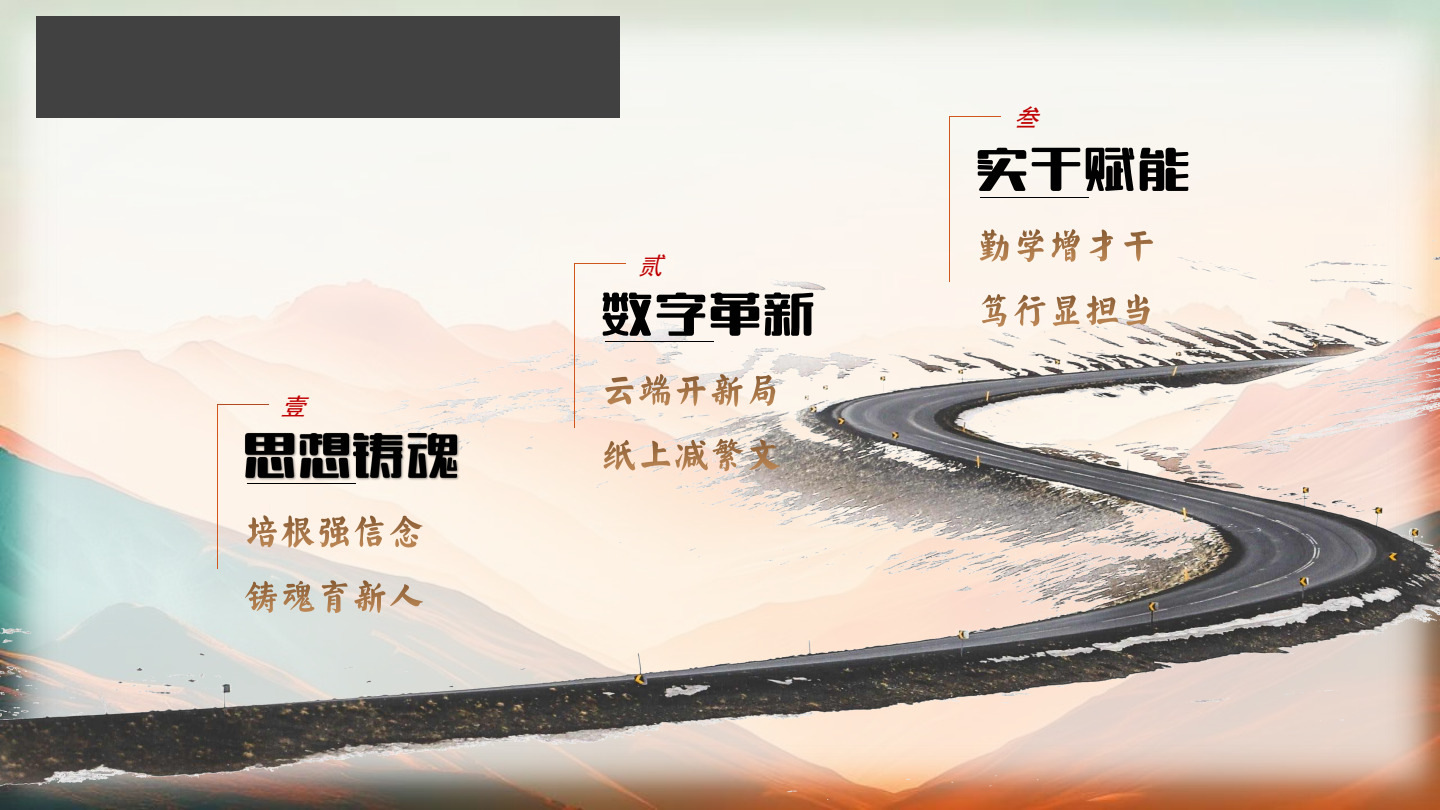 壹
思想铸魂
培根强信念
铸魂育新人
贰
数字革新
云端开新局
纸上减繁文
叁
实干赋能
勤学增才干
笃行显担当